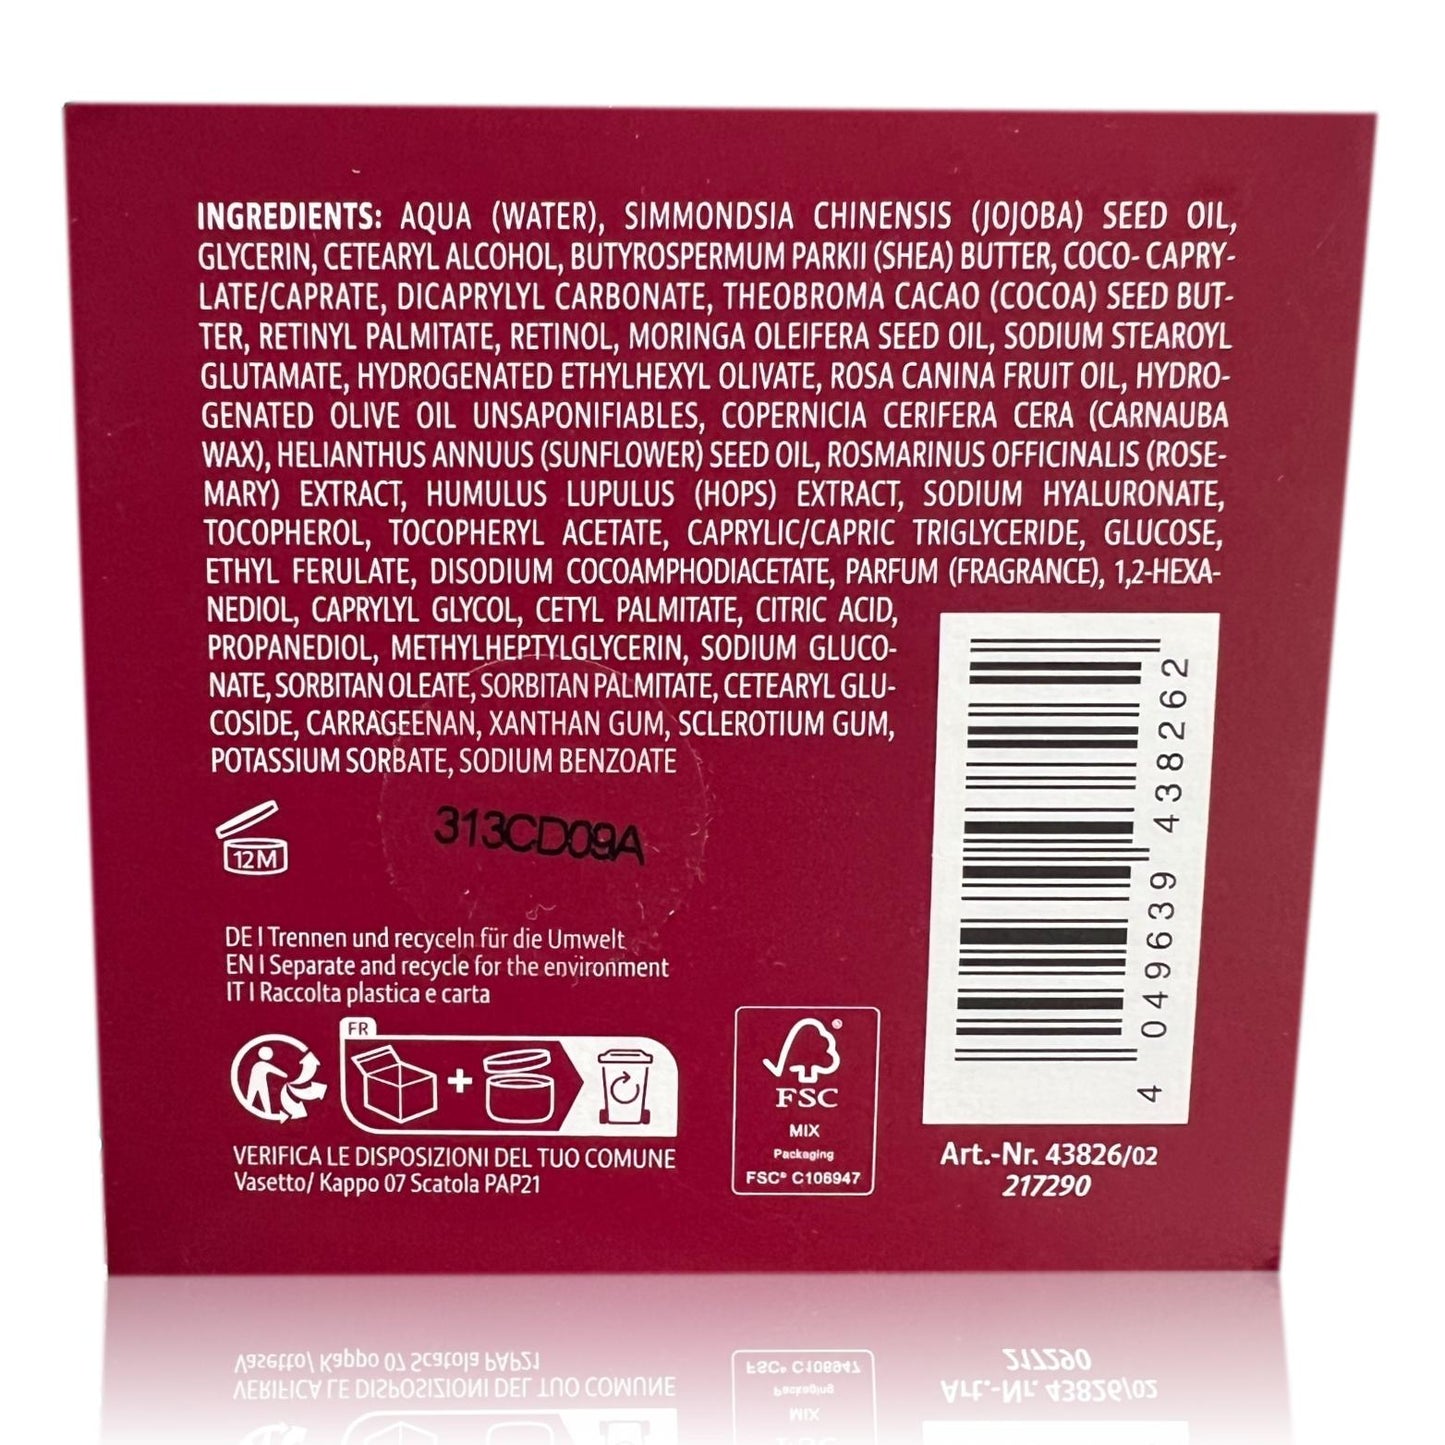 INGREDIENTS: AQUA (WATER), SIMMONDSIA CHINENSIS (JOJOBA) SEED OIL,
GLYCERIN, CETEARYL ALCOHOL, BUTYROSPERMUM PARKII (SHEA) BUTTER, COCO- CAPRY-
LATE/CAPRATE, DICAPRYLYL CARBONATE, THEOBROMA CACAO (COCOA) SEED BUT-
TER, RETINYL PALMITATE, RETINOL, MORINGA OLEIFERA SEED OIL, SODIUM STEAROYL
GLUTAMATE, HYDROGENATED ETHYLHEXYL OLIVATE, ROSA CANINA FRUIT OIL, HYDRO-
GENATED OLIVE OIL UNSAPONIFIABLES, COPERNICIA CERIFERA CERA (CARNAUBA
WAX), HELIANTHUS ANNUUS (SUNFLOWER) SEED OIL, ROSMARINUS OFFICINALIS (ROSE-
MARY) EXTRACT, HUMULUS LUPULUS (HOPS) EXTRACT, SODIUM HYALURONATE,
TOCOPHEROL, TOCOPHERYL ACETATE, CAPRYLIC/CAPRIC TRIGLYCERIDE, GLUCOSE,
ETHYL FERULATE, DISODIUM COCOAMPHODIACETATE, PARFUM (FRAGRANCE), 1,2-HEXA-
NEDIOL, CAPRYLYL GLYCOL, CETYL PALMITATE, CITRIC ACID,
PROPANEDIOL, METHYLHEPTYLGLYCERIN, SODIUM GLUCO-
NATE, SORBITAN OLEATE, SORBITAN PALMITATE, CETEARYL GLU-
COSIDE, CARRAGEENAN, XANTHAN GUM, SCLEROTIUM GUM,
POTASSIUM SORBATE, SODIUM BENZOATE
12M
313CD09A
DE | Trennen und recyceln für die Umwelt
EN | Separate and recycle for the environment
IT | Raccolta plastica e carta
FR
VERIFICA LE DISPOSIZIONI DEL TUO COMUNE
Vasetto/ Kappo 07 Scatola PAP21
FSC®
MIX
Packaging
FSC® C106947
4 049639 438262
Art.-Nr. 43826/02
217290